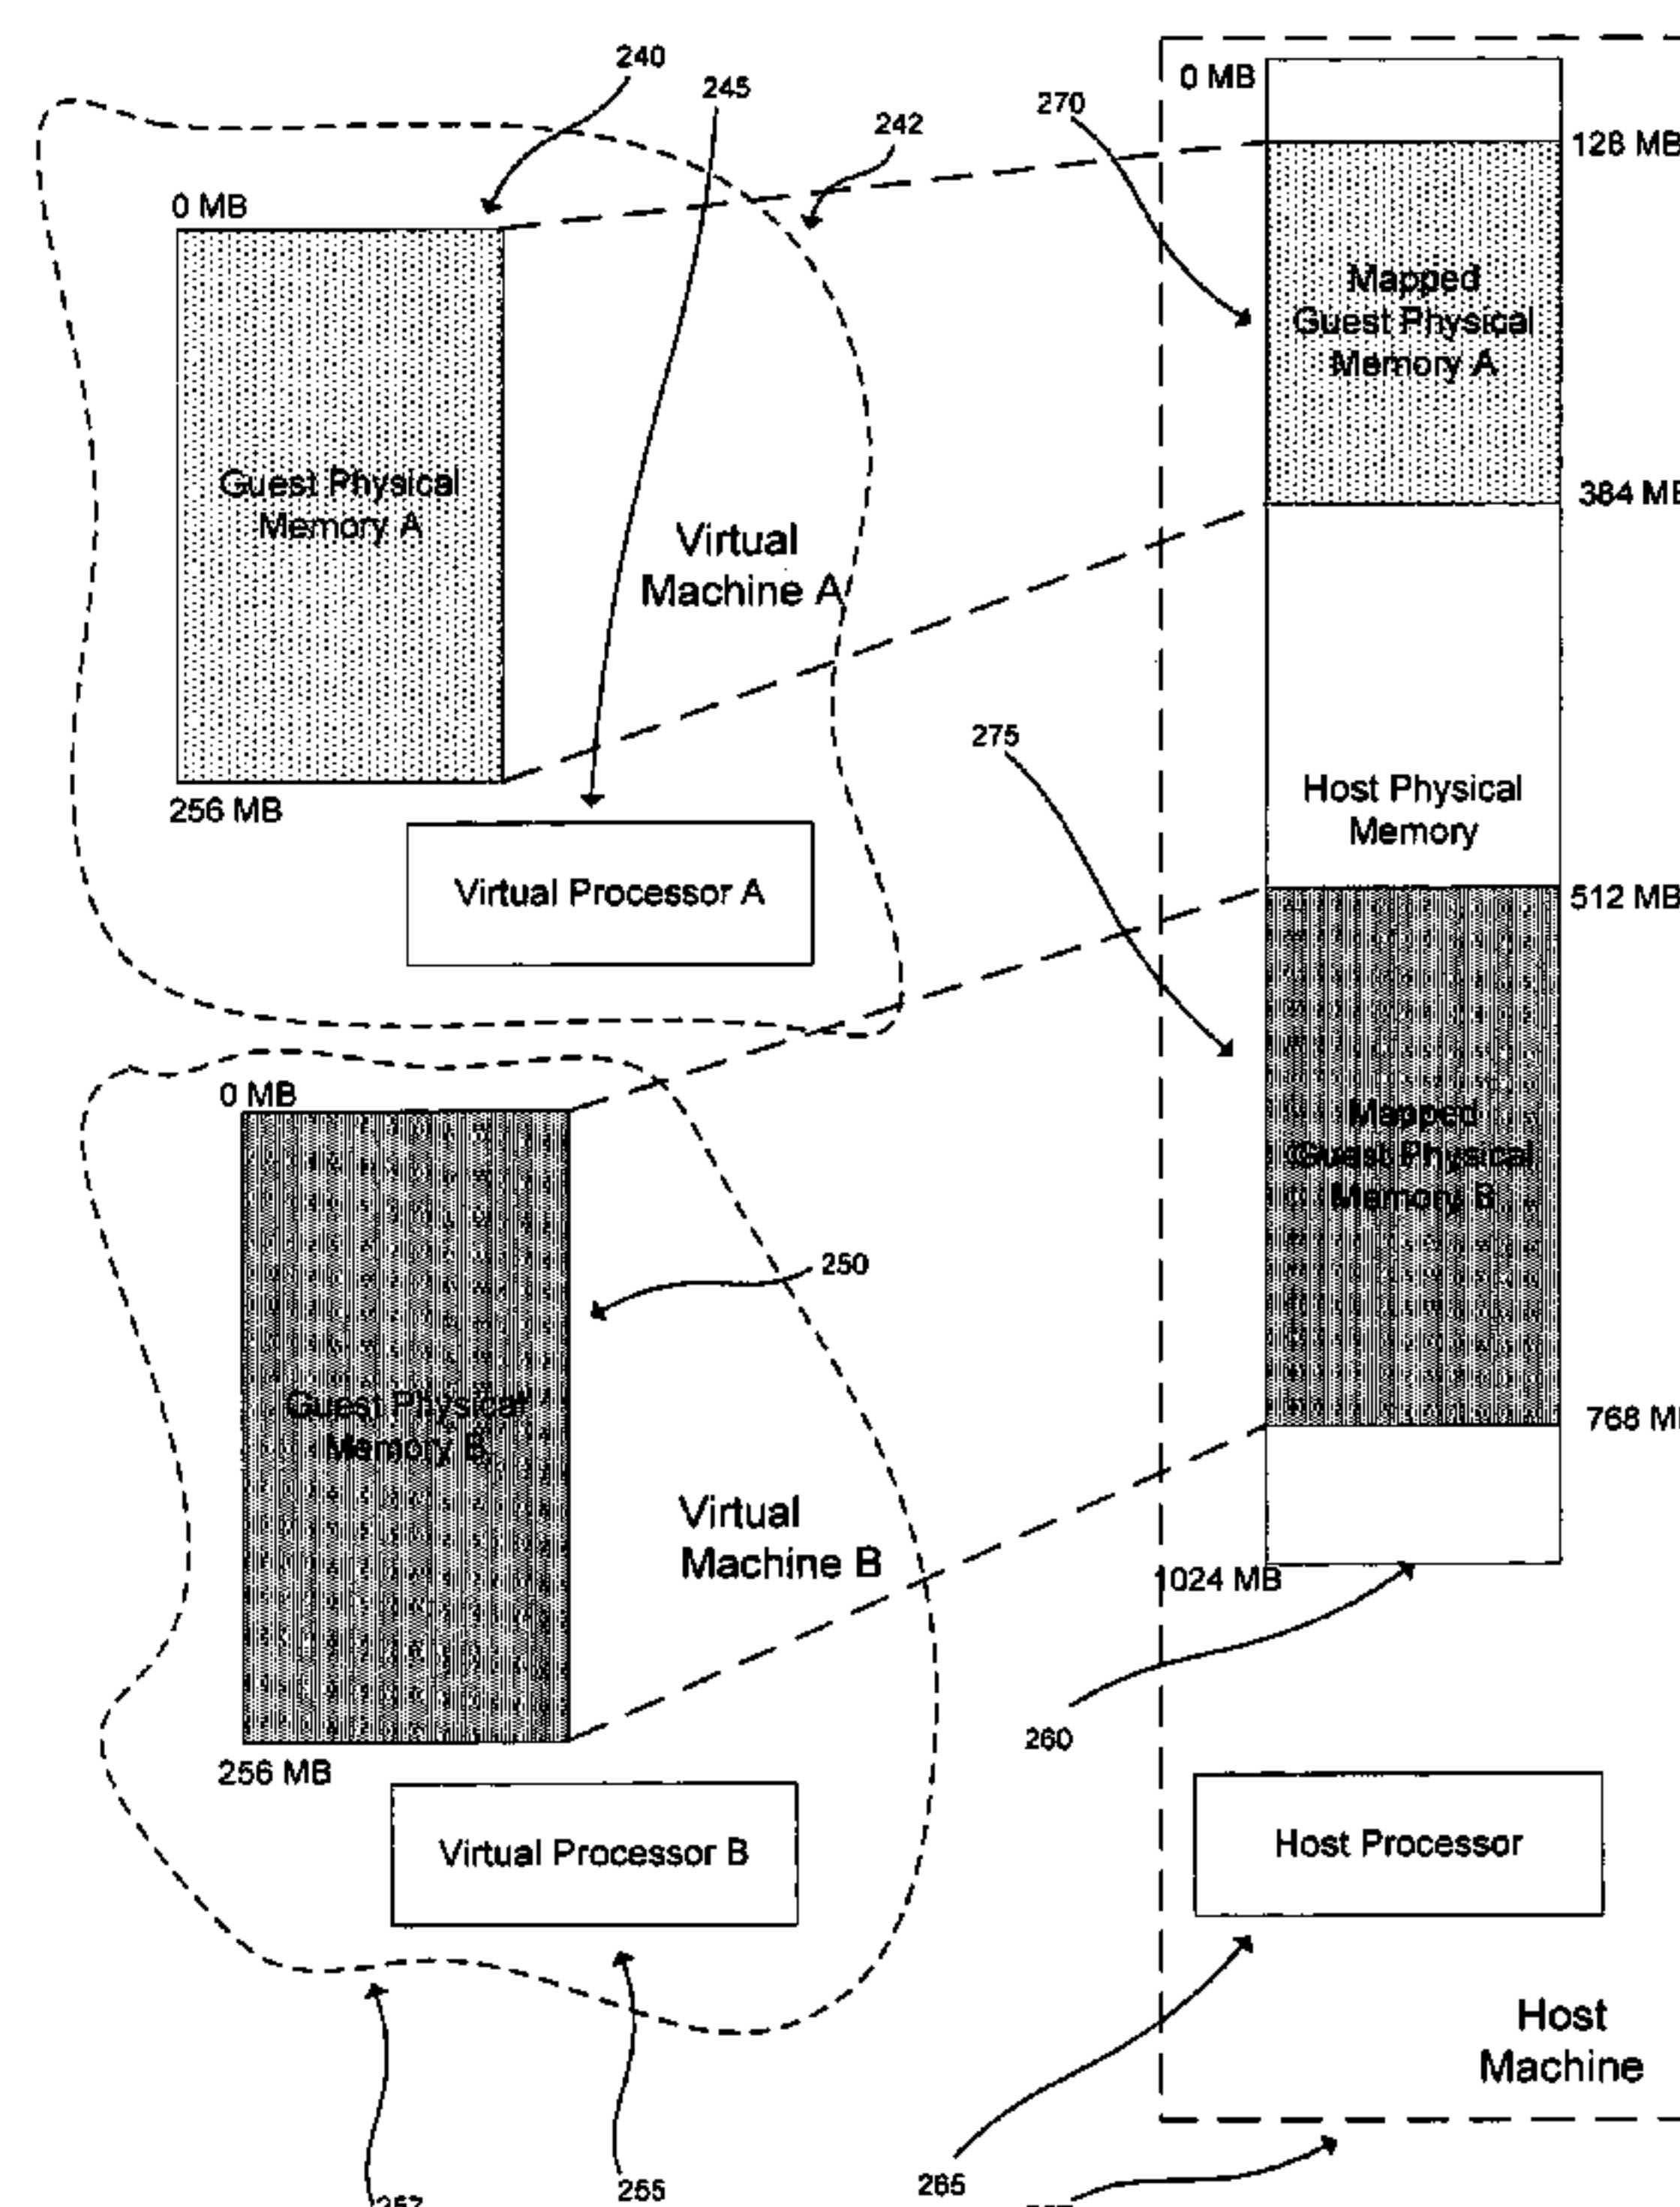 240
245
242
270
0 MB
128 MB
0 MB
Mapped
Guest Physical
Memory A
Guest Physical
Memory A
384 MB
Virtual
Machine A
275
256 MB
Host Physical
Memory
Virtual Processor A
512 MB
0 MB
Mapped
Guest Physical
Memory B
250
Guest Physical
Memory B
768
Virtual
Machine B
1024 MB
260
256 MB
Virtual Processor B
Host Processor
Host
Machine
257
255
265